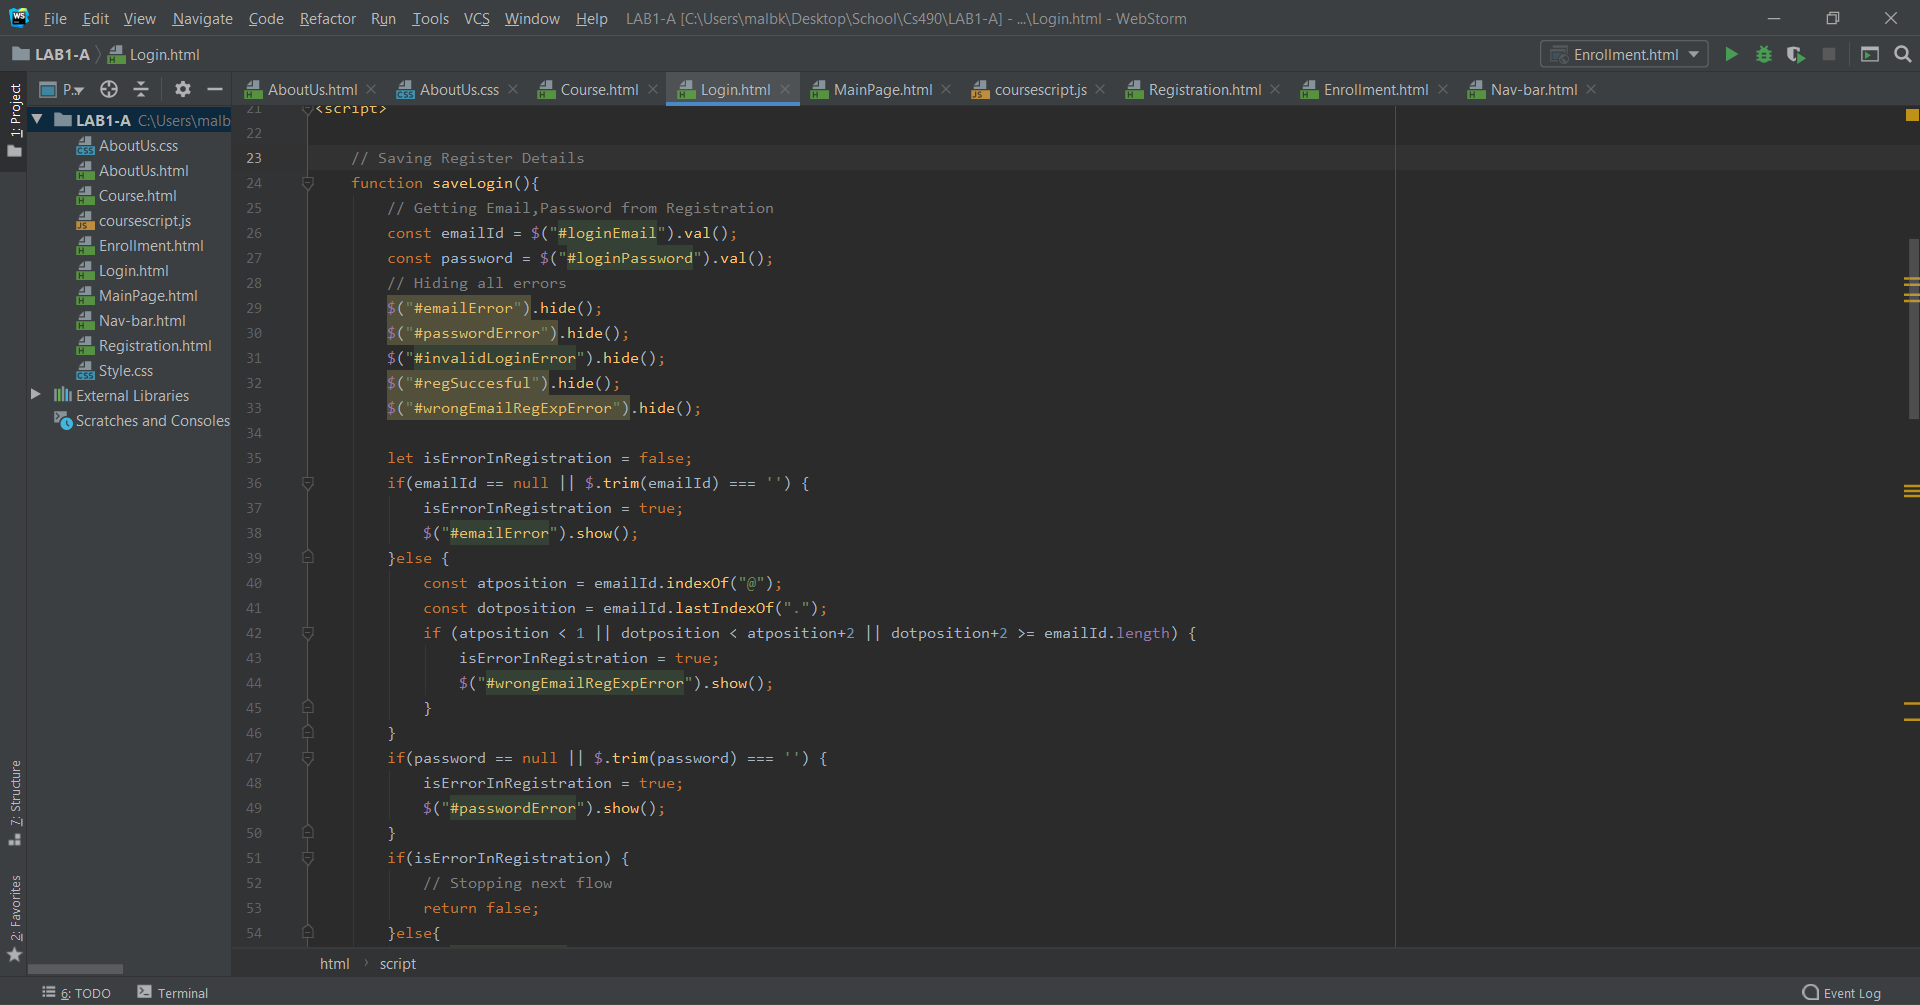 File Edit View Navigate Code Refactor Run Tools VCS Window Help LAB1-A [C:\Users\malbk\Desktop\School\Cs490\LAB1-A] - ...\Login.html - WebStorm
LAB1-A Login.html Enrollment.html
P.. AboutUs.html AboutUs.css Course.html Login.html MainPage.html coursescript.js Registration.html Enrollment.html Nav-bar.html
1: Project
LAB1-A C:\Users\malb
AboutUs.css
AboutUs.html
Course.html
coursescript.js
Enrollment.html
Login.html
MainPage.html
Nav-bar.html
Registration.html
Style.css
External Libraries
Scratches and Consoles
7: Structure
2: Favorites
21 <script>
22
23 // Saving Register Details
24 function saveLogin(){
25 // Getting Email,Password from Registration
26 const emailId = $("#loginEmail").val();
27 const password = $("#loginPassword").val();
28 // Hiding all errors
29 $("#emailError").hide();
30 $("#passwordError").hide();
31 $("#invalidLoginError").hide();
32 $("#regSuccesful").hide();
33 $("#wrongEmailRegExpError").hide();
34
35 let isErrorInRegistration = false;
36 if(emailId == null || $.trim(emailId) === '') {
37 isErrorInRegistration = true;
38 $("#emailError").show();
39 }else {
40 const atposition = emailId.indexOf("@");
41 const dotposition = emailId.lastIndexOf(".");
42 if (atposition < 1 || dotposition < atposition+2 || dotposition+2 >= emailId.length) {
43 isErrorInRegistration = true;
44 $("#wrongEmailRegExpError").show();
45 }
46 }
47 if(password == null || $.trim(password) === '') {
48 isErrorInRegistration = true;
49 $("#passwordError").show();
50 }
51 if(isErrorInRegistration) {
52 // Stopping next flow
53 return false;
54 }else{
html › script
6: TODO Terminal Event Log